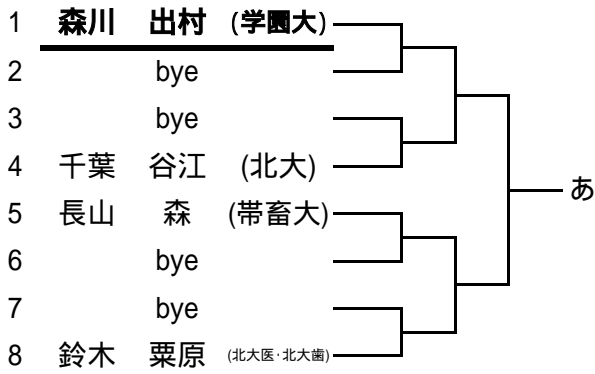 1 森川 出村 (学園大)
2 bye
3 bye
4 千葉 谷江 (北大)
あ
5 長山 森 (帯畜大)
6 bye
7 bye
8 鈴木 粟原 (北大医・北大歯)